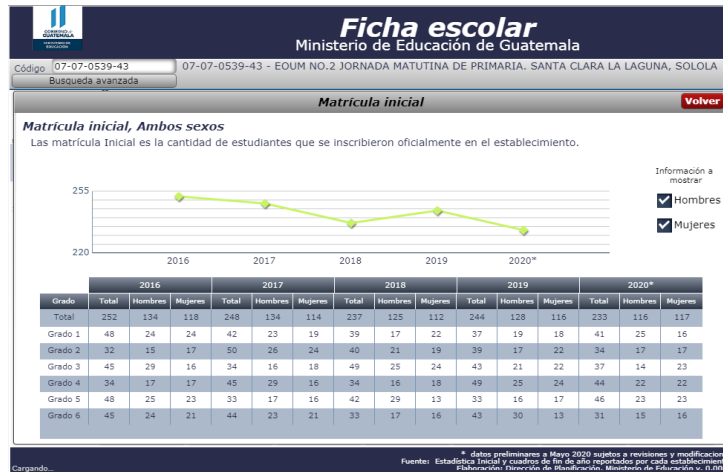 GOBIERNO de
GUATEMALA
MINISTERIO DE
EDUCACIÓN
Ficha escolar
Ministerio de Educación de Guatemala
Código 07-07-0539-43 07-07-0539-43 - EOUM NO.2 JORNADA MATUTINA DE PRIMARIA. SANTA CLARA LA LAGUNA, SOLOLA
Busqueda avanzada
Matrícula inicial Volver
Matrícula inicial, Ambos sexos
Las matrícula Inicial es la cantidad de estudiantes que se inscribieron oficialmente en el establecimiento.
Información a
mostrar
Hombres
Mujeres
255
220
2016 2017 2018 2019 2020*
2016 2017 2018 2019 2020*
Grado Total Hombres Mujeres Total Hombres Mujeres Total Hombres Mujeres Total Hombres Mujeres Total Hombres Mujeres
Total 252 134 118 248 134 114 237 125 112 244 128 116 233 116 117
Grado 1 48 24 24 42 23 19 39 17 22 37 19 18 41 25 16
Grado 2 32 15 17 50 26 24 40 21 19 39 17 22 34 17 17
Grado 3 45 29 16 34 16 18 49 25 24 43 21 22 37 14 23
Grado 4 34 17 17 45 29 16 34 16 18 49 25 24 44 22 22
Grado 5 48 25 23 33 17 16 42 29 13 33 16 17 46 23 23
Grado 6 45 24 21 44 23 21 33 17 16 43 30 13 31 15 16
* datos preliminares a Mayo 2020 sujetos a revisiones y modificacion
Fuente: Estadística Inicial y cuadros de fin de año reportados por cada establecimien
Cargando... Elaboración: Dirección de Planificación. Ministerio de Educación v. 0.00